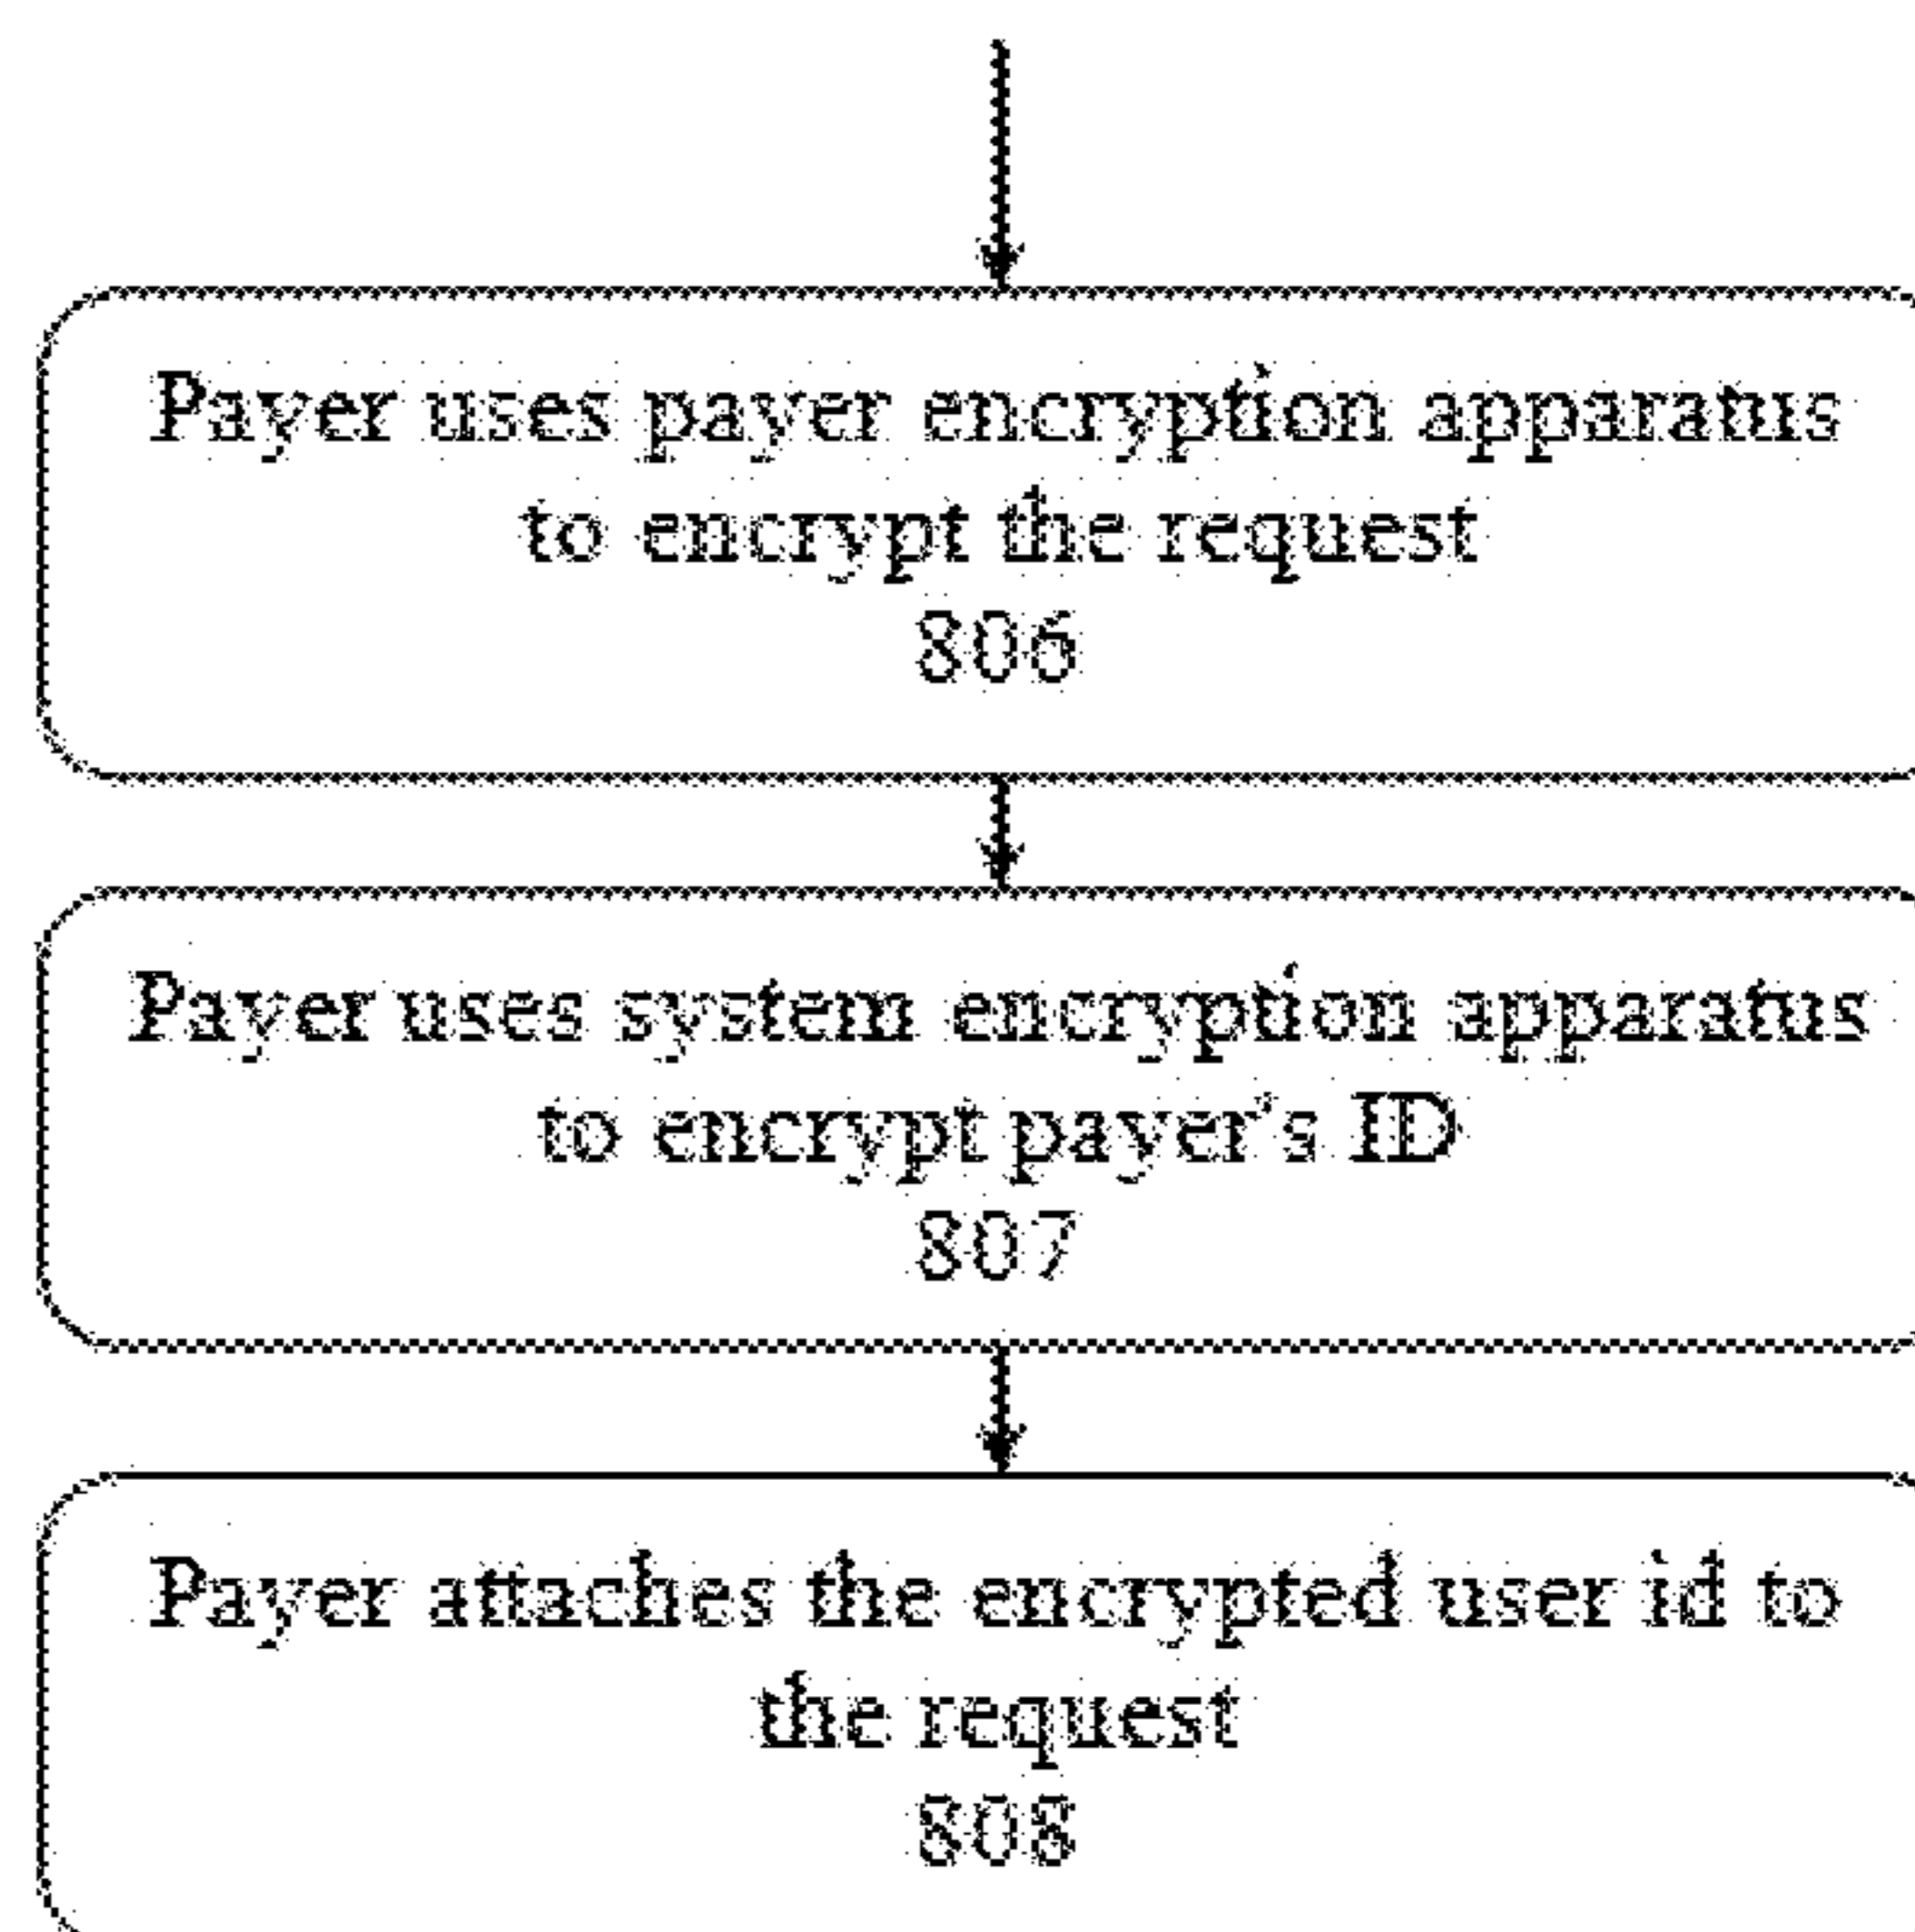 Payer uses payer encryption apparatus
to encrypt the request
806
Payer uses system encryption apparatus
to encrypt payer's ID
807
Payer attaches the encrypted user id to
the request
808